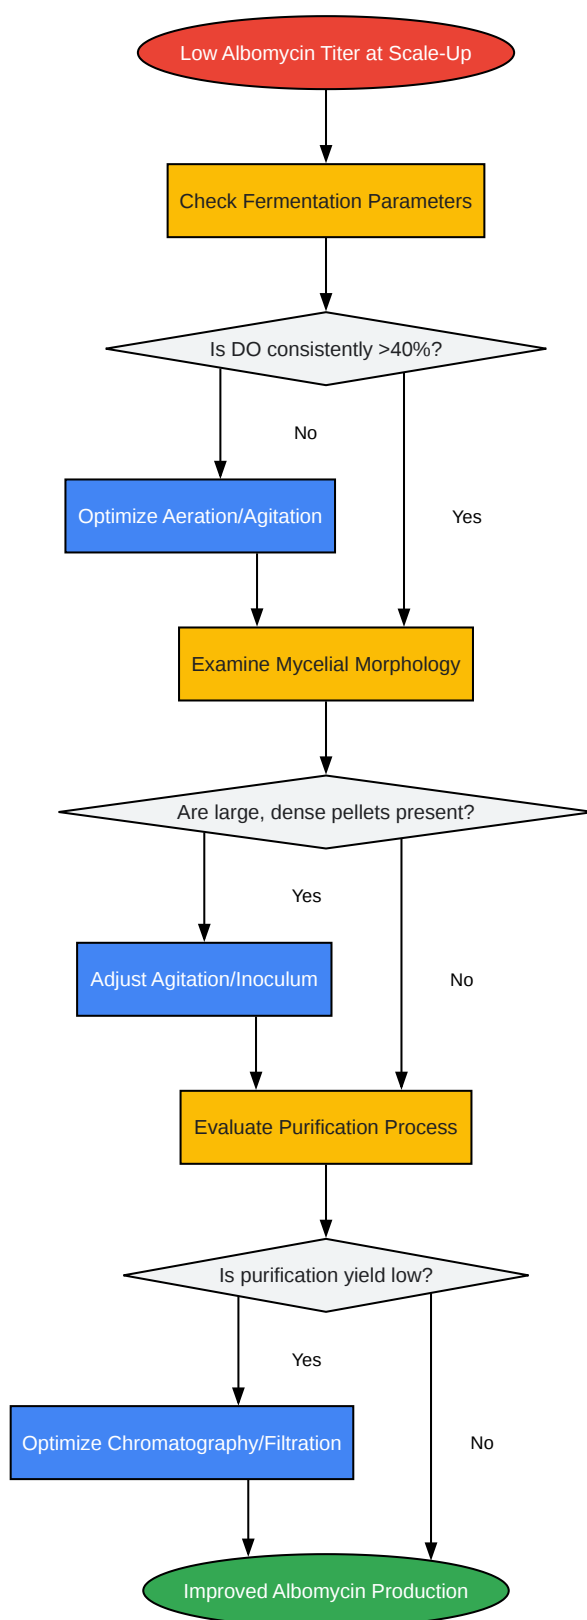 Low Albomycin Titer at Scale-Up
Check Fermentation Parameters
Is DO consistently >40%?
No
Optimize Aeration/Agitation
Yes
Examine Mycelial Morphology
Are large, dense pellets present?
Yes
Adjust Agitation/Inoculum
No
Evaluate Purification Process
Is purification yield low?
Yes
Optimize Chromatography/Filtration
No
Improved Albomycin Production